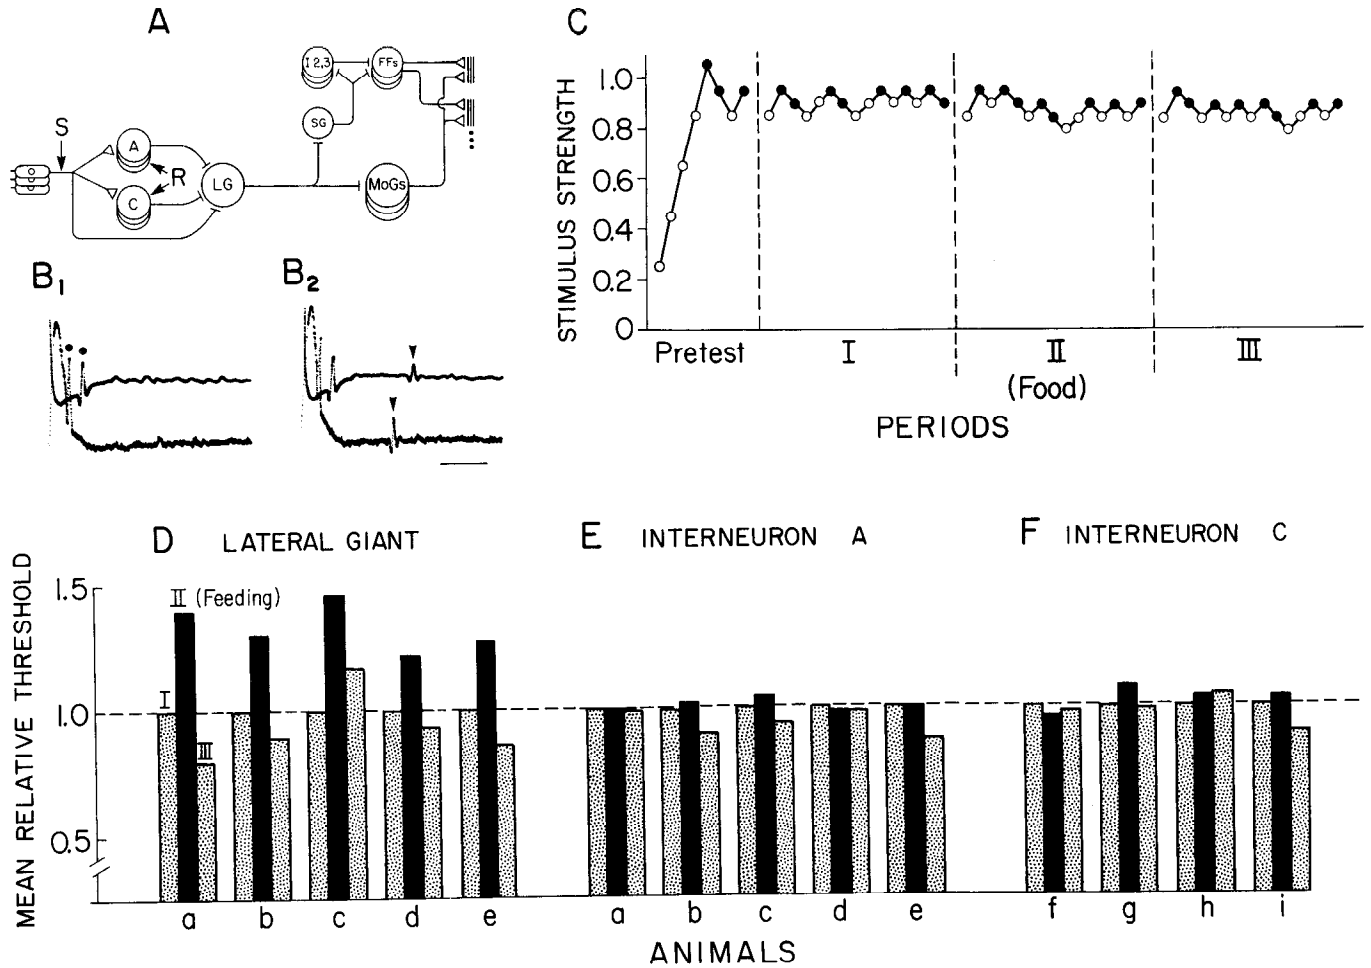 A
I 2,3
FFs
SG
S
A
R
C
LG
MoGs
B1
B2
C
STIMULUS STRENGTH
1.0
0.8
0.6
0.4
0.2
0
Pretest
I
II
(Food)
III
PERIODS
D LATERAL GIANT
E INTERNEURON A
F INTERNEURON C
MEAN RELATIVE THRESHOLD
1.5
1.0
0.5
II (Feeding)
I
III
a b c d e
a b c d e
f g h i
ANIMALS